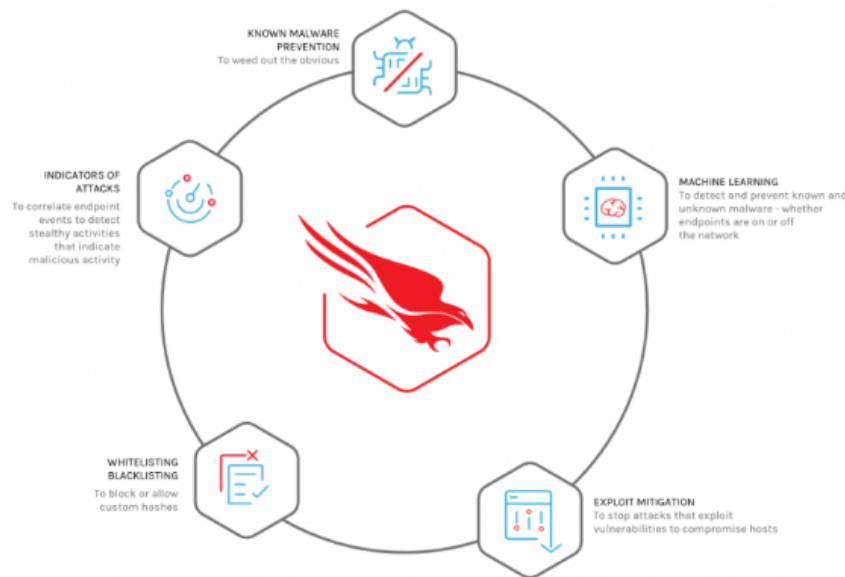 KNOWN MALWARE
PREVENTION
To weed out the obvious
MACHINE LEARNING
To detect and prevent known and
unknown malware - whether
endpoints are on or off
the network
EXPLOIT MITIGATION
To stop attacks that exploit
vulnerabilities to compromise hosts
WHITELISTING
BLACKLISTING
To block or allow
custom hashes
INDICATORS OF
ATTACKS
To correlate endpoint
events to detect
stealthy activities
that indicate
malicious activity